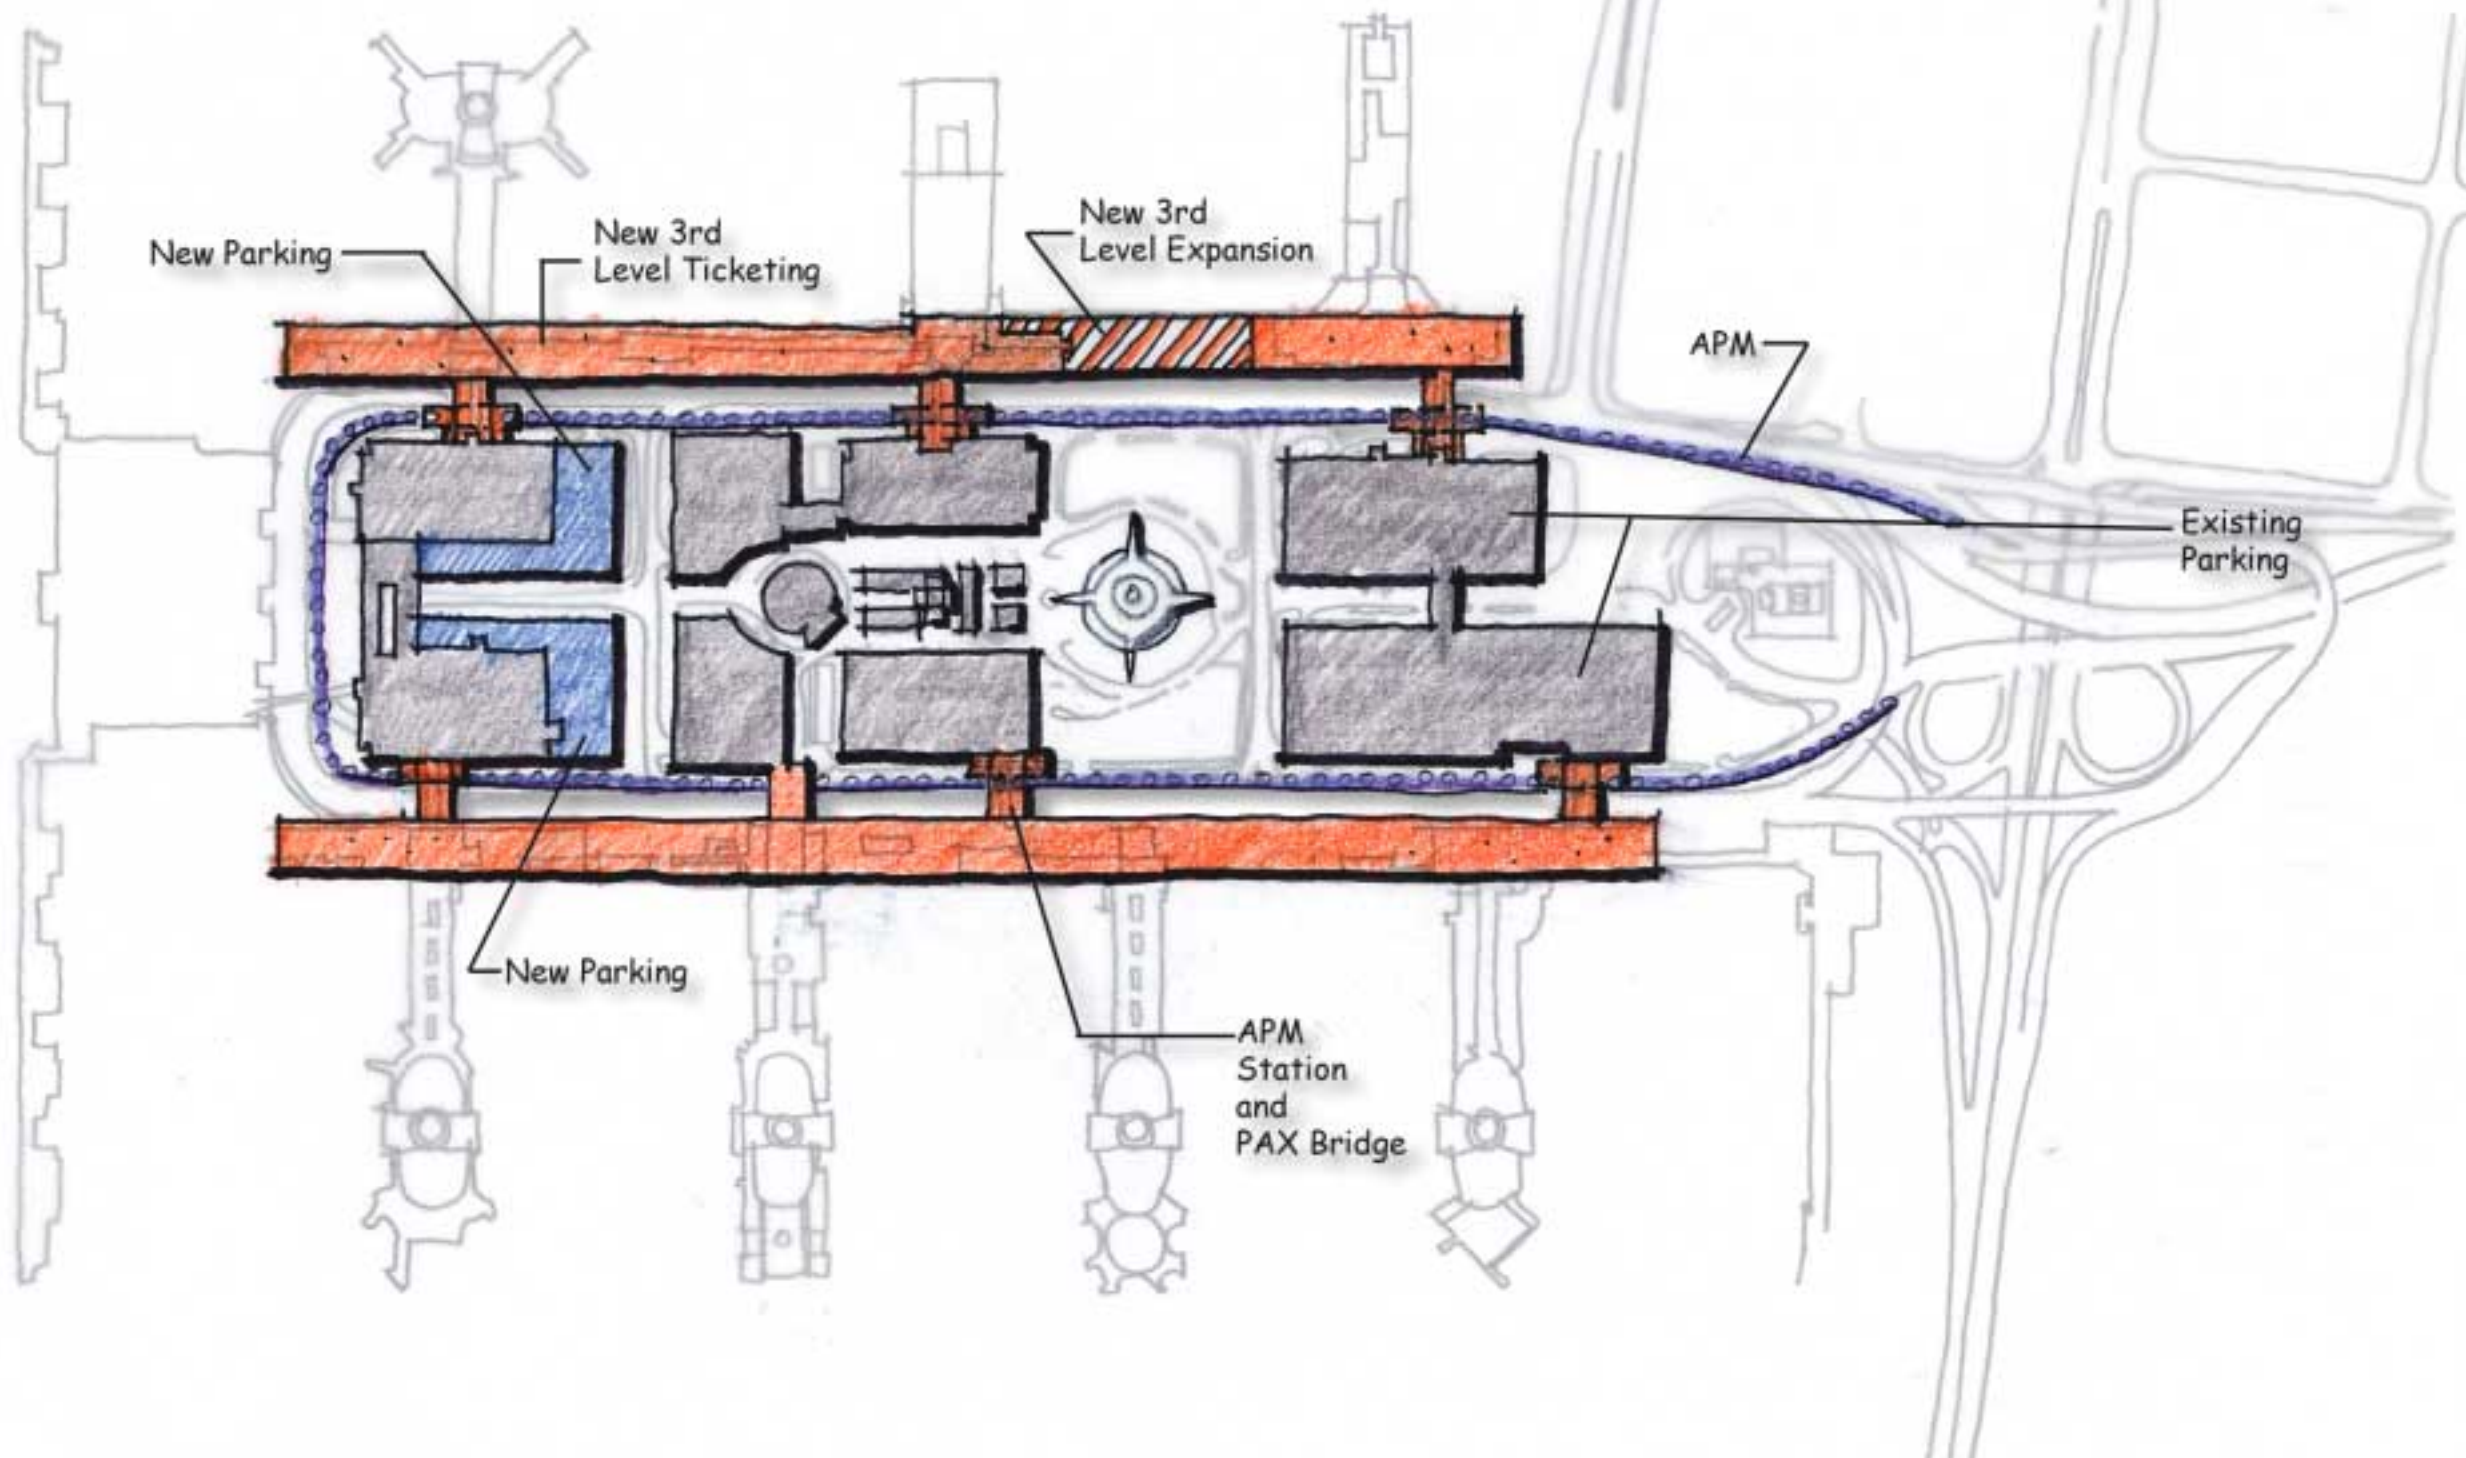 New 3rd
Level Expansion
New 3rd
Level Ticketing
New Parking
APM
Existing
Parking
New Parking
APM
Station
and
PAX Bridge